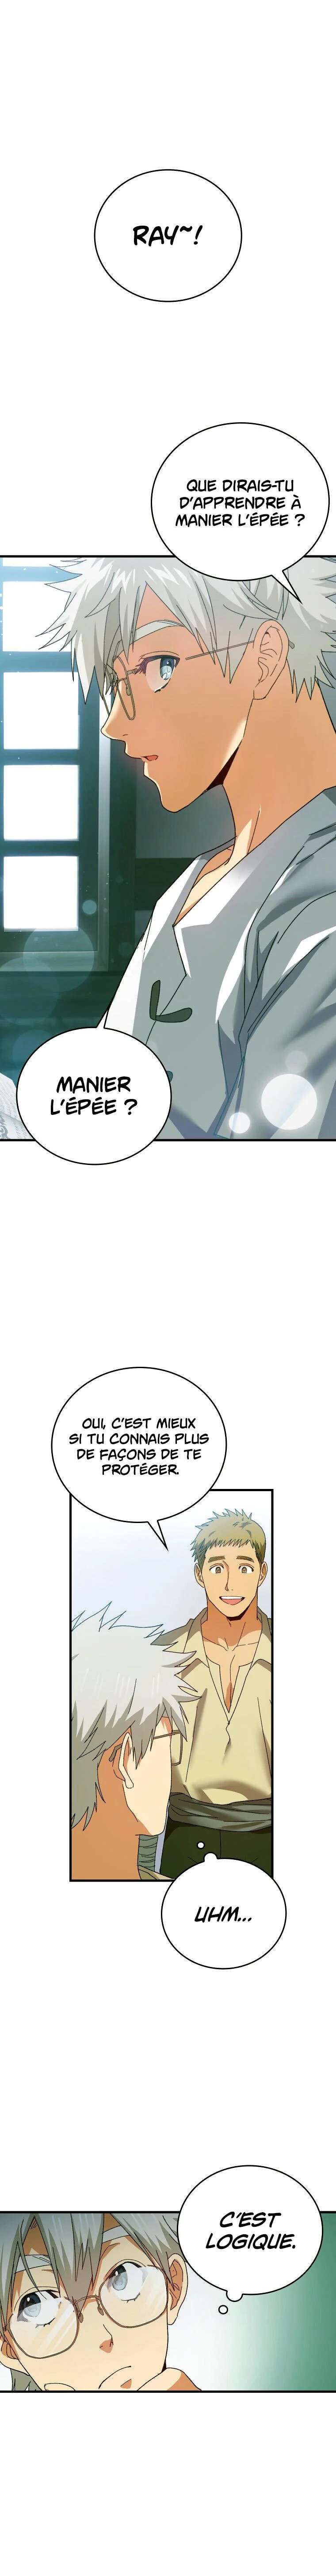 RAY~!
QUE DIRAIS-TU
D'APPRENDRE À
MANIER L'ÉPÉE ?
MANIER
L'ÉPÉE ?
OUI, C'EST MIEUX
SI TU CONNAIS PLUS
DE FAÇONS DE TE
PROTÉGER.
UHM...
C'EST
LOGIQUE.